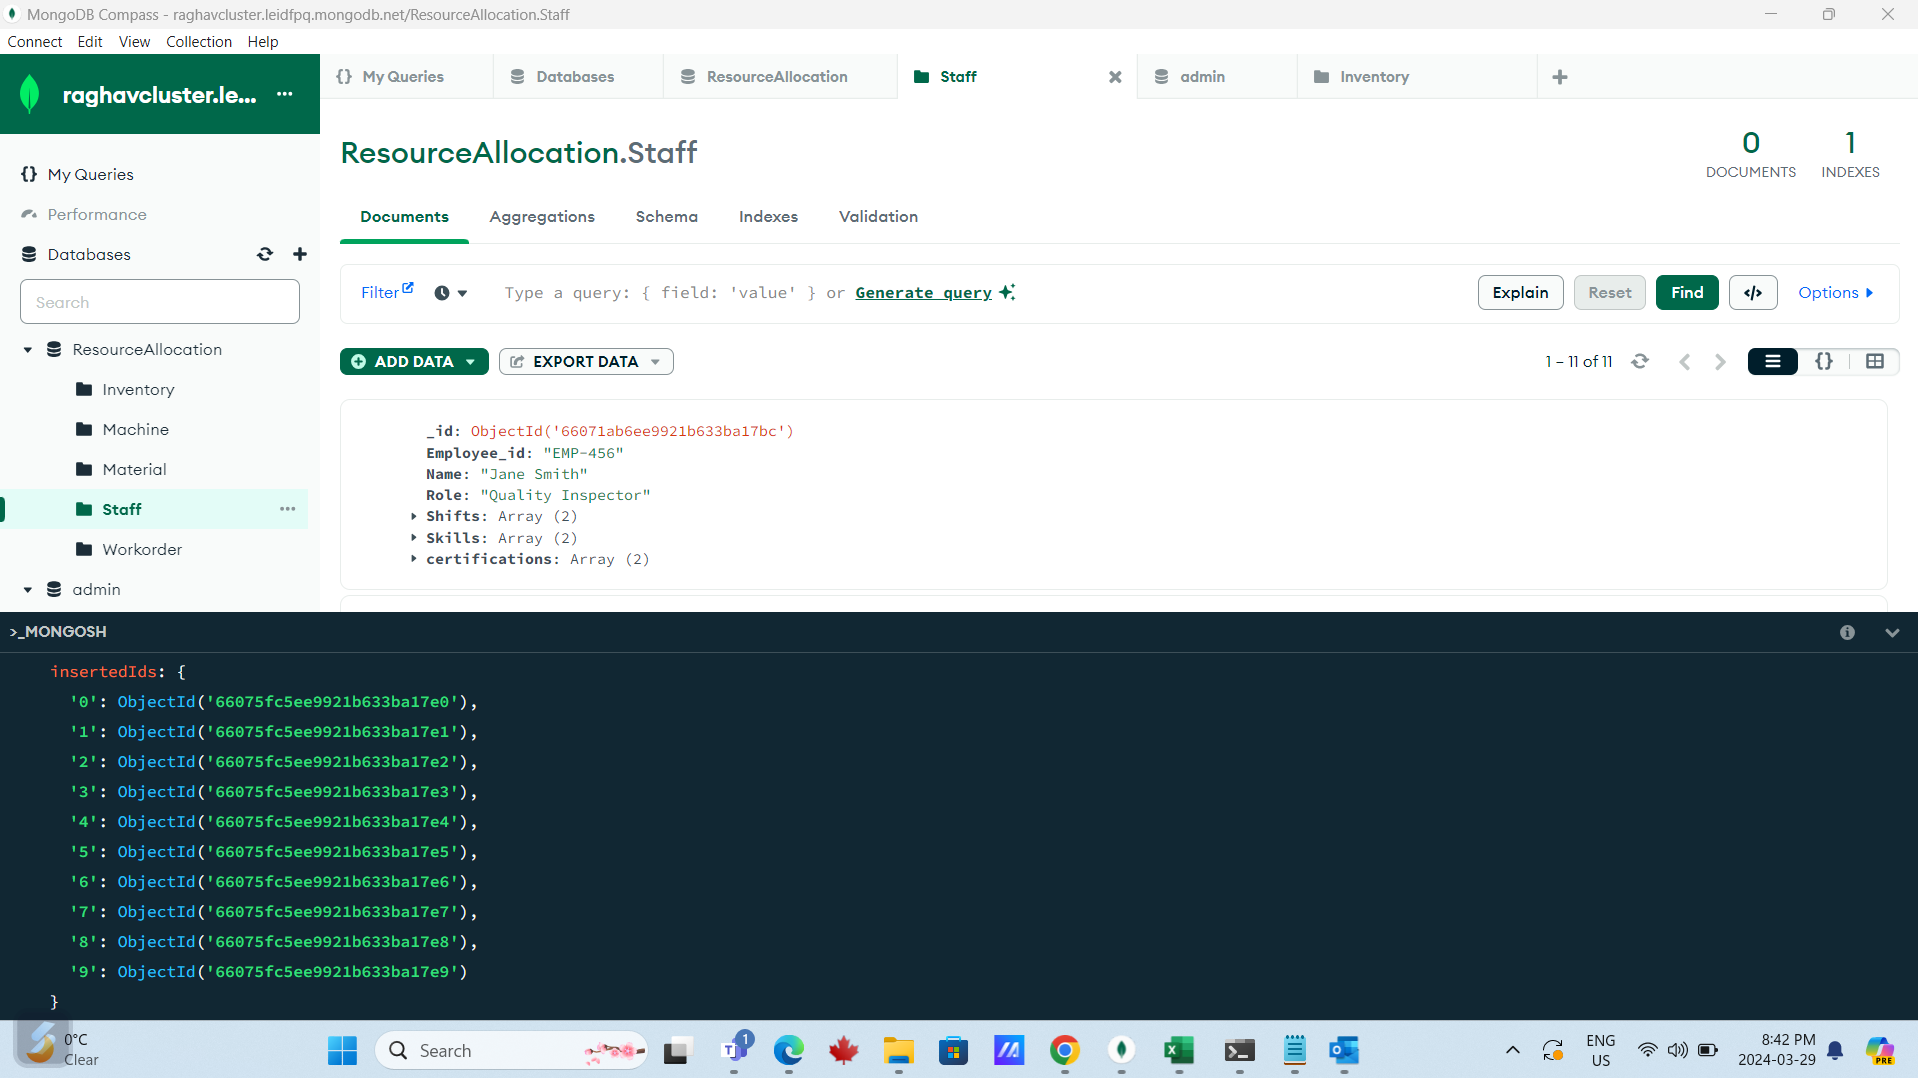 MongoDB Compass - raghavcluster.leidfpq.mongodb.net/ResourceAllocation.Staff
Connect Edit View Collection Help
raghavcluster.le... ...
{} My Queries
Performance
Databases
Search
ResourceAllocation
Inventory
Machine
Material
Staff ...
Workorder
admin
{} My Queries Databases ResourceAllocation Staff admin Inventory +
ResourceAllocation.Staff
0 DOCUMENTS
1 INDEXES
Documents Aggregations Schema Indexes Validation
Filter Type a query: { field: 'value' } or Generate query Explain Reset Find </> Options
ADD DATA EXPORT DATA 1 – 11 of 11 {}
_id: ObjectId('66071ab6ee9921b633ba17bc')
Employee_id: "EMP-456"
Name: "Jane Smith"
Role: "Quality Inspector"
Shifts: Array (2)
Skills: Array (2)
certifications: Array (2)
>_MONGOSH
insertedIds: {
'0': ObjectId('66075fc5ee9921b633ba17e0'),
'1': ObjectId('66075fc5ee9921b633ba17e1'),
'2': ObjectId('66075fc5ee9921b633ba17e2'),
'3': ObjectId('66075fc5ee9921b633ba17e3'),
'4': ObjectId('66075fc5ee9921b633ba17e4'),
'5': ObjectId('66075fc5ee9921b633ba17e5'),
'6': ObjectId('66075fc5ee9921b633ba17e6'),
'7': ObjectId('66075fc5ee9921b633ba17e7'),
'8': ObjectId('66075fc5ee9921b633ba17e8'),
'9': ObjectId('66075fc5ee9921b633ba17e9')
}
0°C
Clear
Search
1
ENG
US
8:42 PM
2024-03-29
PRE